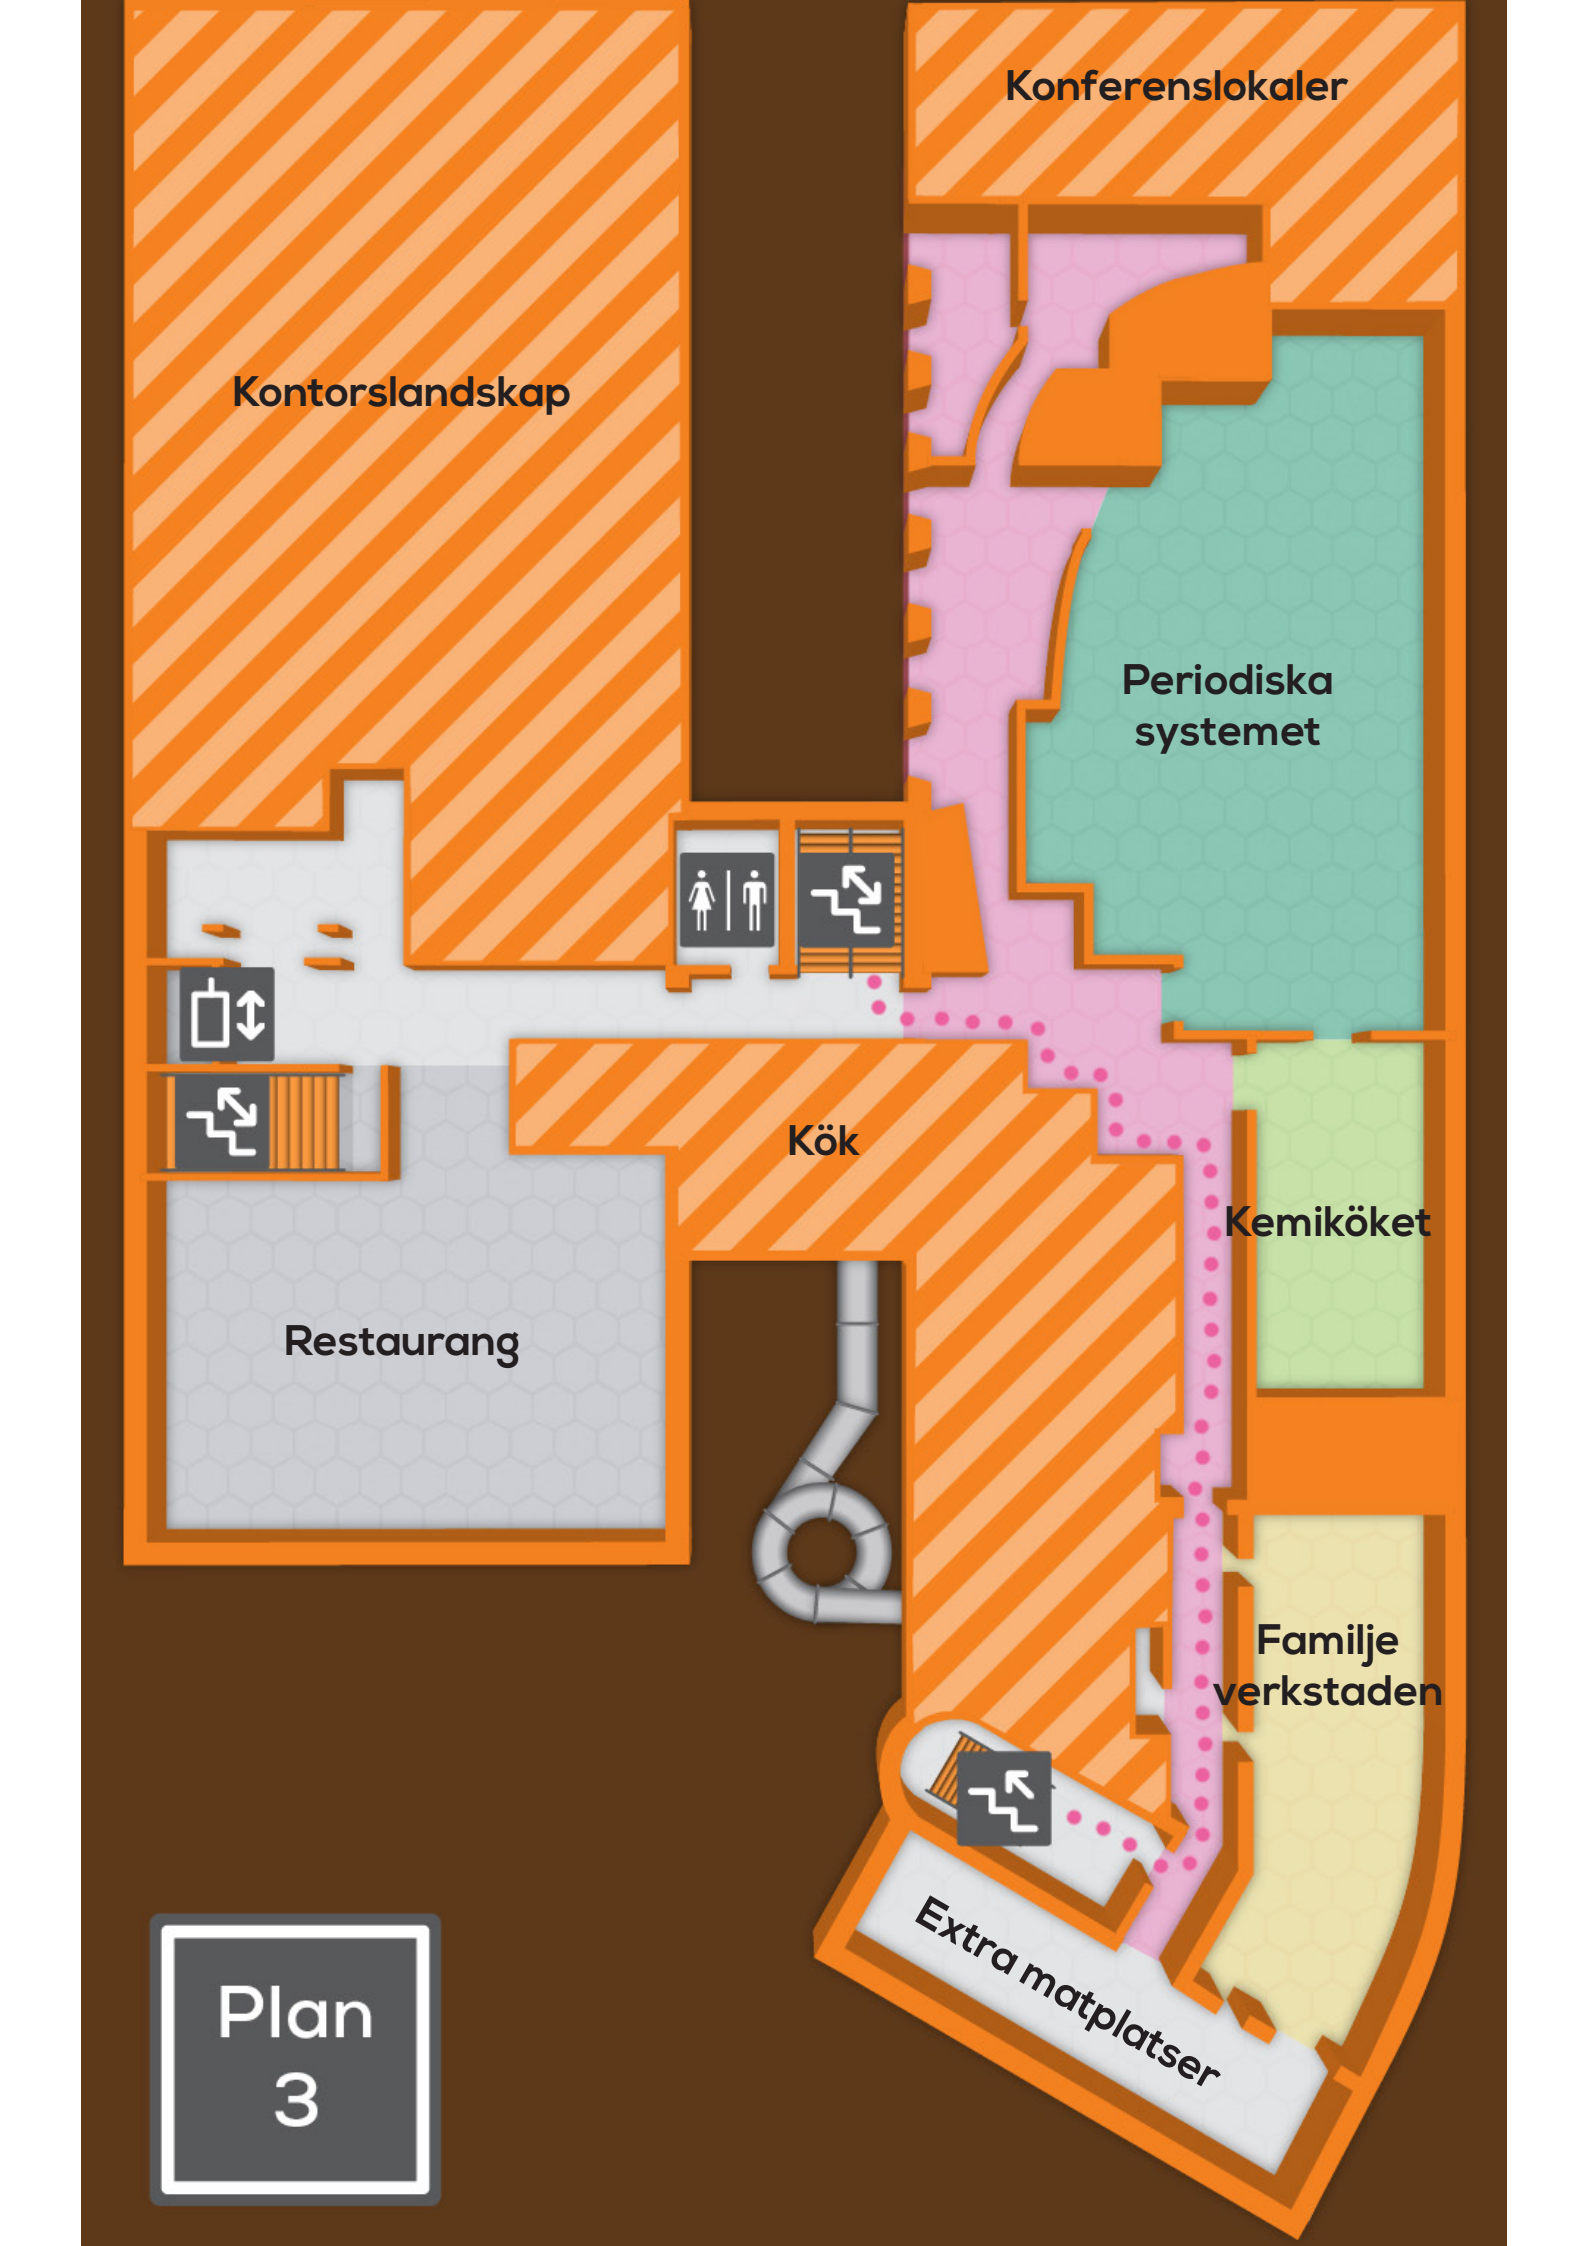 Konferenslokaler
Kontorslandskap
Periodiska
systemet
Kök
Kemiköket
Restaurang
Familje
verkstaden
Extra matplatser
Plan
3